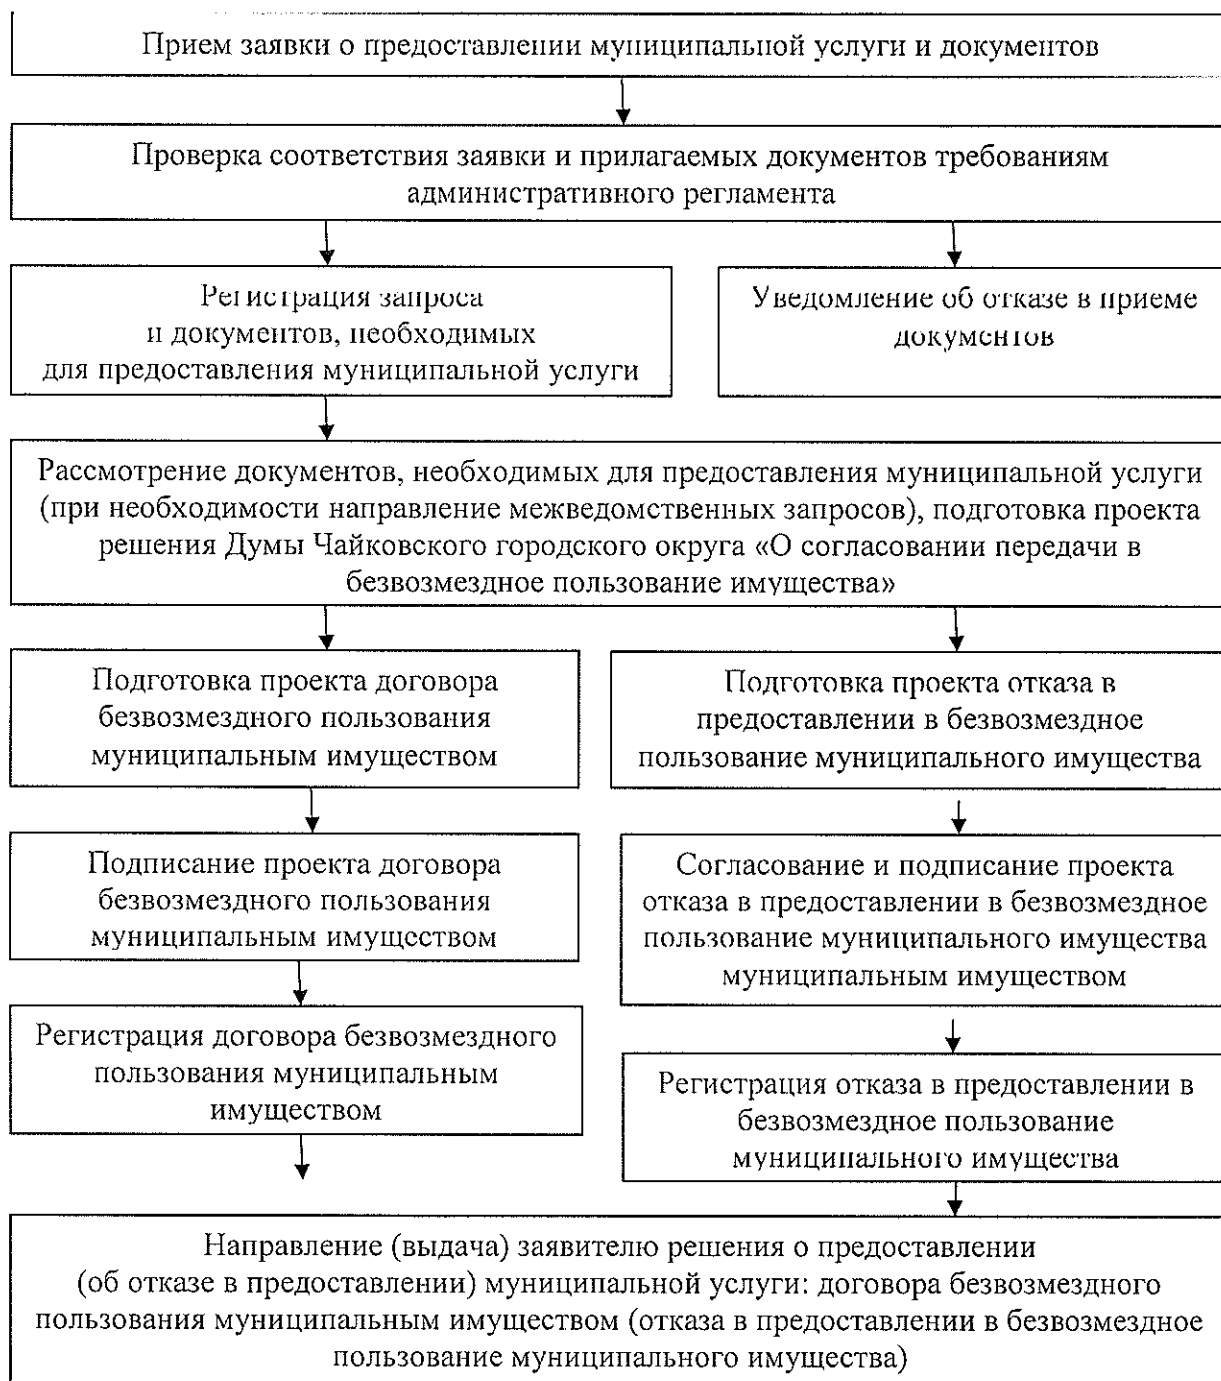 Прием заявки о предоставлении муниципальной услуги и документов
Проверка соответствия заявки и прилагаемых документов требованиям
административного регламента
Регистрация запроса
и документов, необходимых
для предоставления муниципальной услуги
Уведомление об отказе в приеме
документов
Рассмотрение документов, необходимых для предоставления муниципальной услуги
(при необходимости направление межведомственных запросов), подготовка проекта
решения Думы Чайковского городского округа «О согласовании передачи в
безвозмездное пользование имущества»
Подготовка проекта договора
безвозмездного пользования
муниципальным имуществом
Подготовка проекта отказа в
предоставлении в безвозмездное
пользование муниципального имущества
Подписание проекта договора
безвозмездного пользования
муниципальным имуществом
Согласование и подписание проекта
отказа в предоставлении в безвозмездное
пользование муниципального имущества
муниципальным имуществом
Регистрация договора безвозмездного
пользования муниципальным
имуществом
Регистрация отказа в предоставлении в
безвозмездное пользование
муниципального имущества
Направление (выдача) заявителю решения о предоставлении
(об отказе в предоставлении) муниципальной услуги: договора безвозмездного
пользования муниципальным имуществом (отказа в предоставлении в безвозмездное
пользование муниципального имущества)